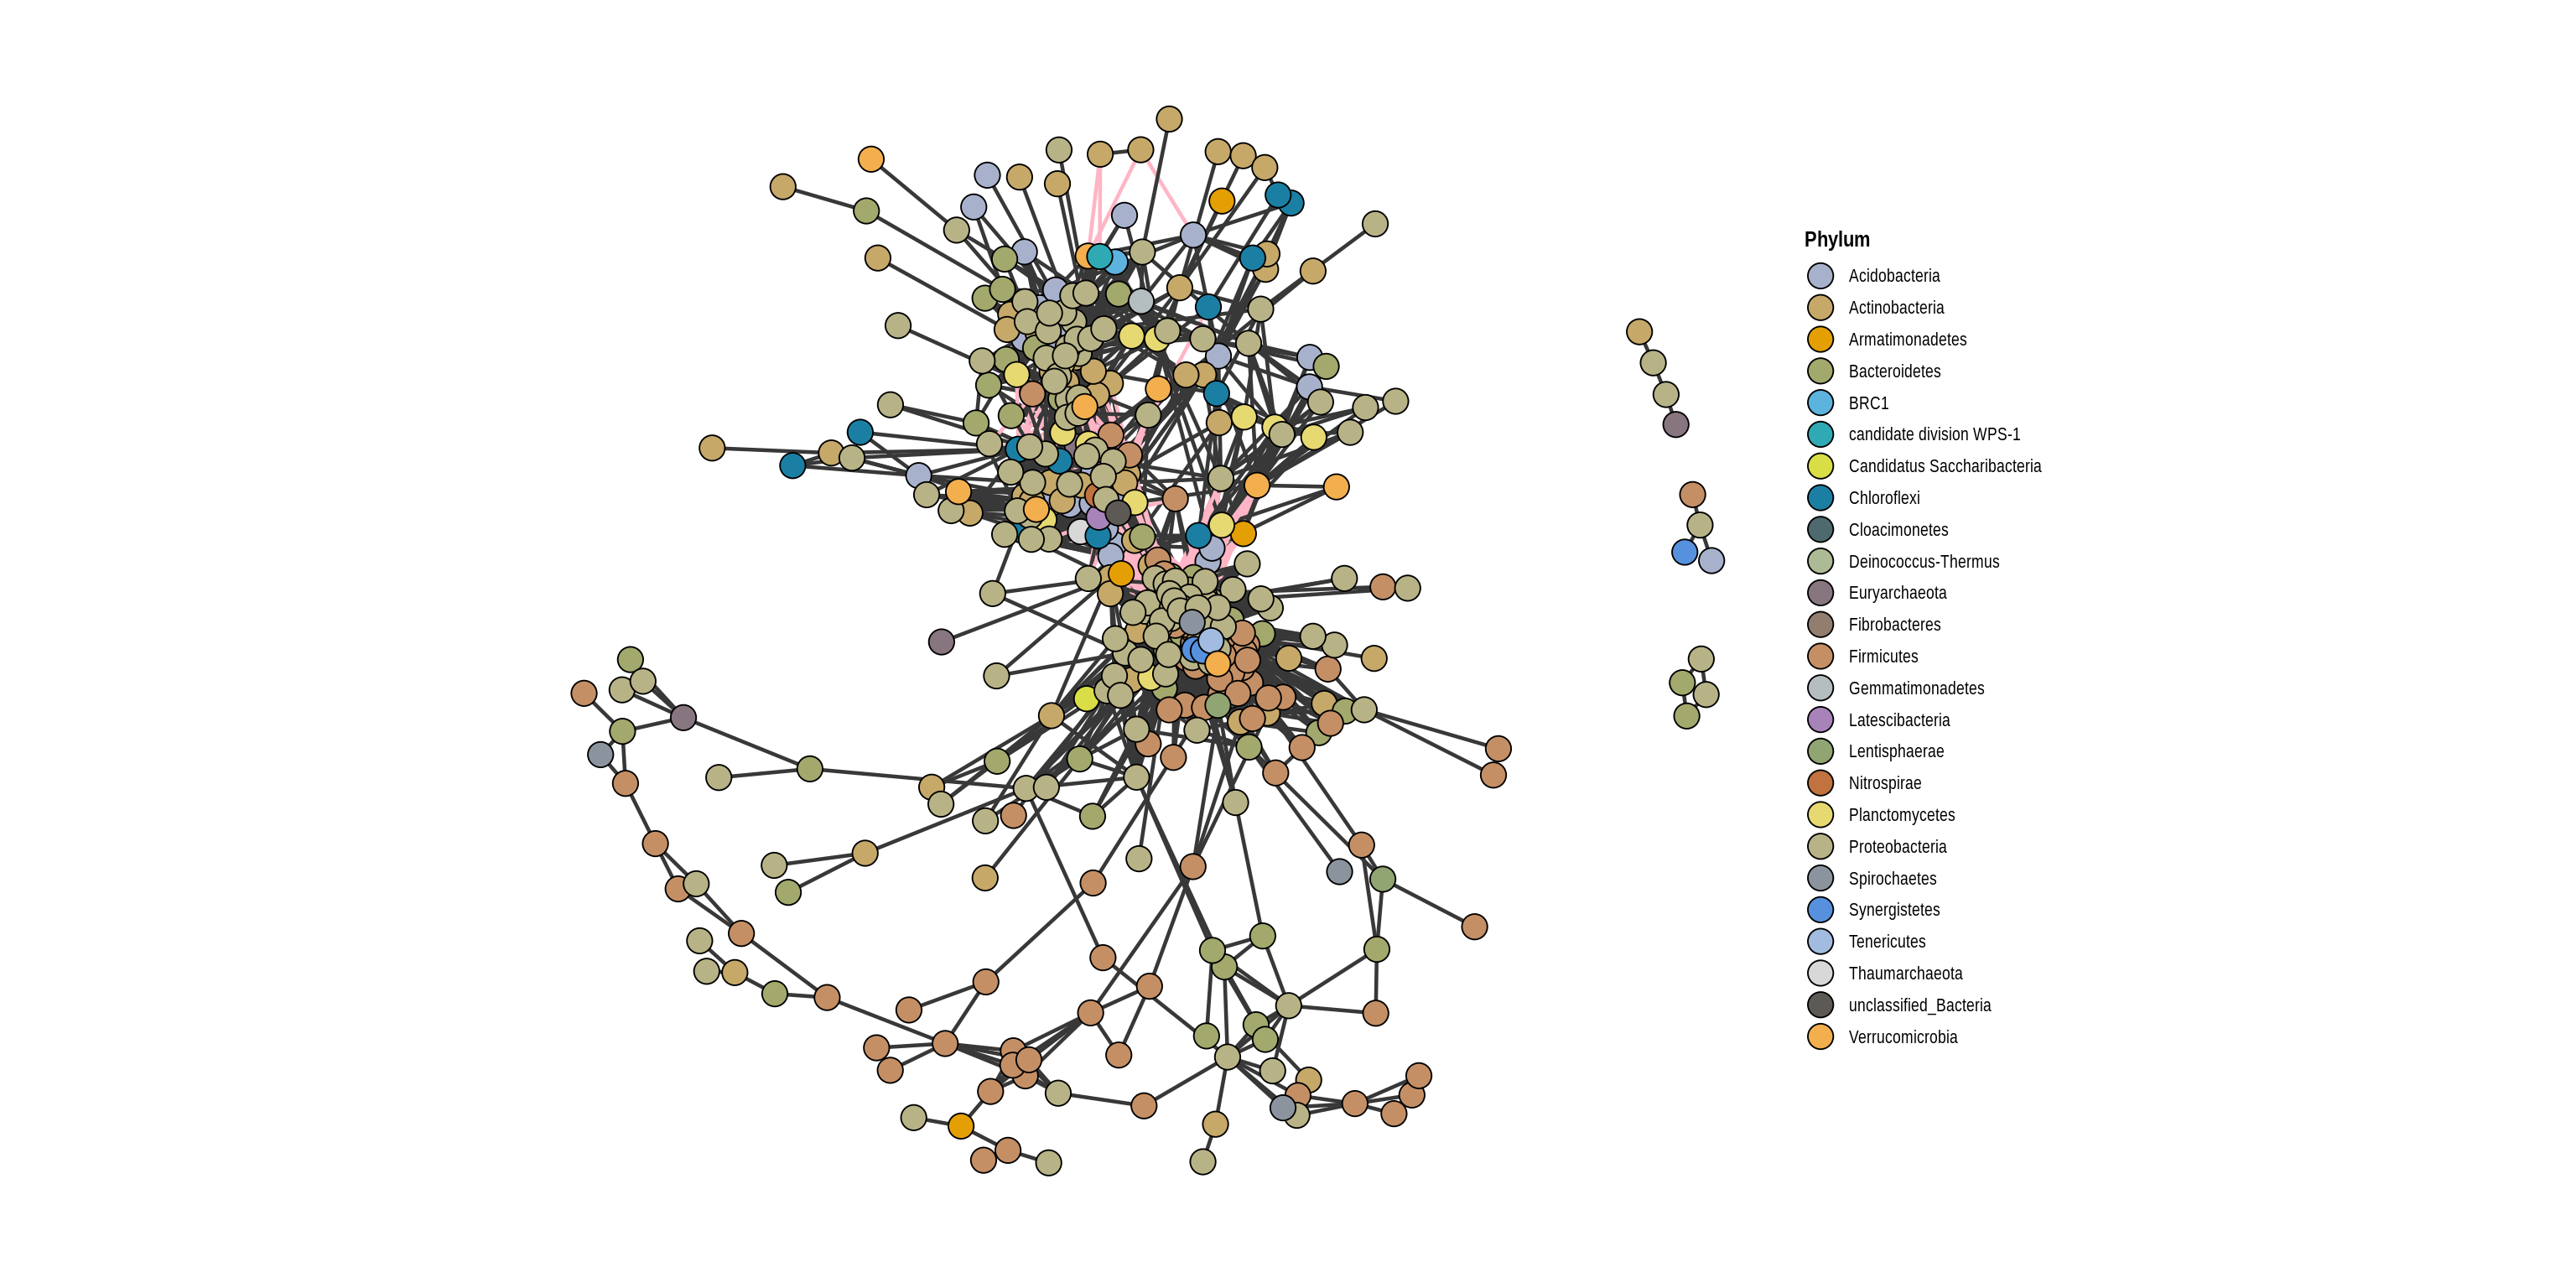 Phylum
Acidobacteria
Actinobacteria
Armatimonadetes
Bacteroidetes
BRC1
candidate division WPS-1
Candidatus Saccharibacteria
Chloroflexi
Cloacimonetes
Deinococcus-Thermus
Euryarchaeota
Fibrobacteres
Firmicutes
Gemmatimonadetes
Latescibacteria
Lentisphaerae
Nitrospirae
Planctomycetes
Proteobacteria
Spirochaetes
Synergistetes
Tenericutes
Thaumarchaeota
unclassified_Bacteria
Verrucomicrobia